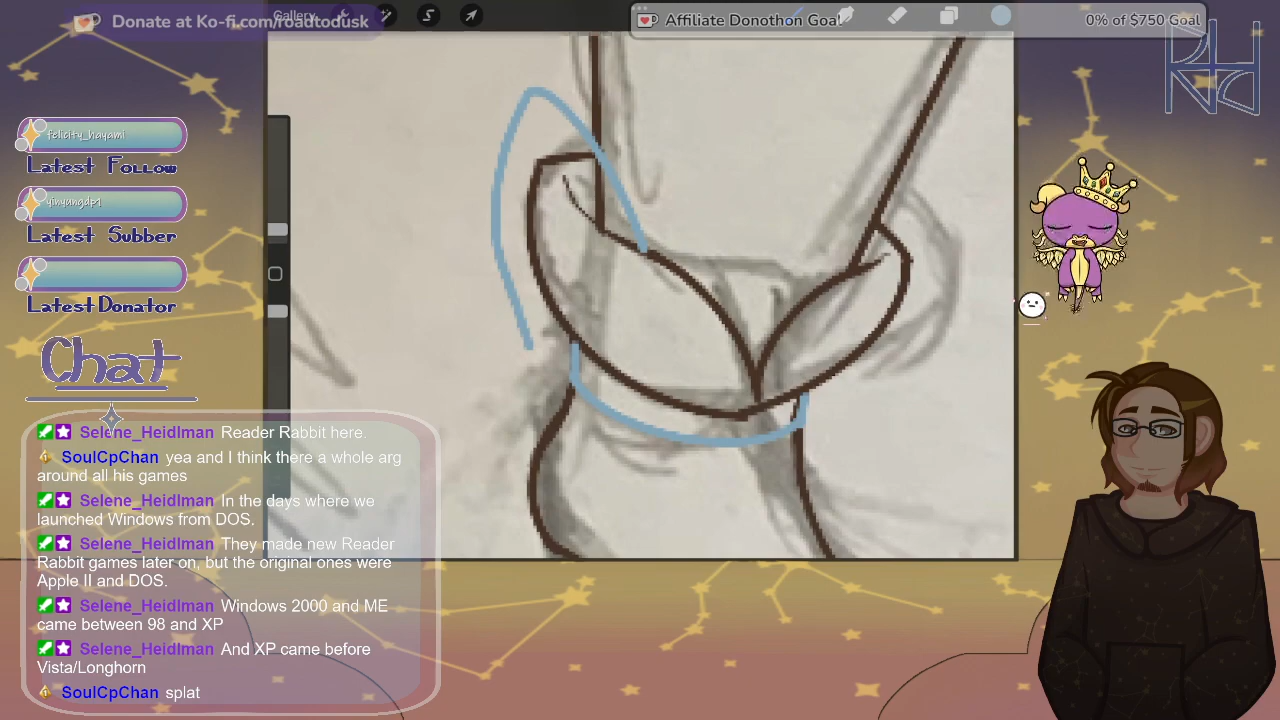 Donate at Ko-fi.com/roadtodusk
Gallery
Affiliate Donothon Goal
0% of $750 Goal
felicity_hayami
Latest Follow
yinyangdp1
Latest Subber
Latest Donator
Chat
Selene_Heidlman Reader Rabbit here.
SoulCpChan yea and I think there a whole arg
around all his games
Selene_Heidlman In the days where we
launched Windows from DOS.
Selene_Heidlman They made new Reader
Rabbit games later on, but the original ones were
Apple II and DOS.
Selene_Heidlman Windows 2000 and ME
came between 98 and XP
Selene_Heidlman And XP came before
Vista/Longhorn
SoulCpChan splat